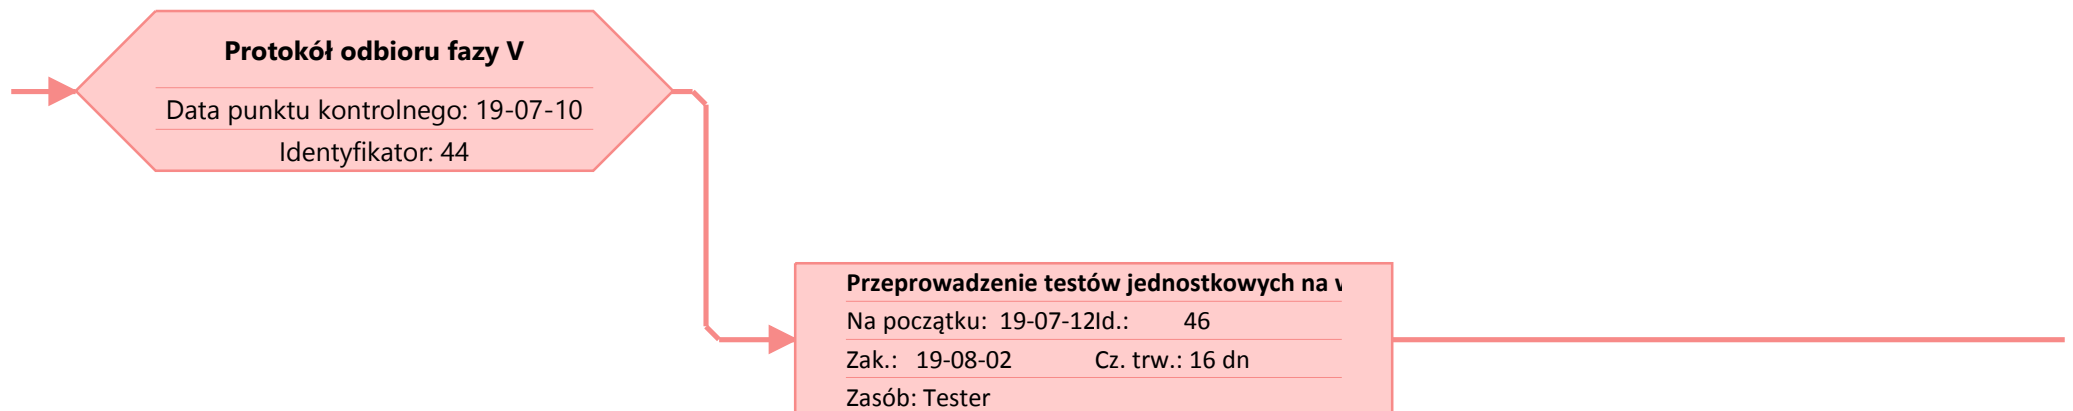 Protokół odbioru fazy V
Data punktu kontrolnego: 19-07-10
Identyfikator: 44
Przeprowadzenie testów jednostkowych na
Na początku: 19-07-12Id.: 46
Zak.: 19-08-02 Cz. trw.: 16 dn
Zasób: Tester